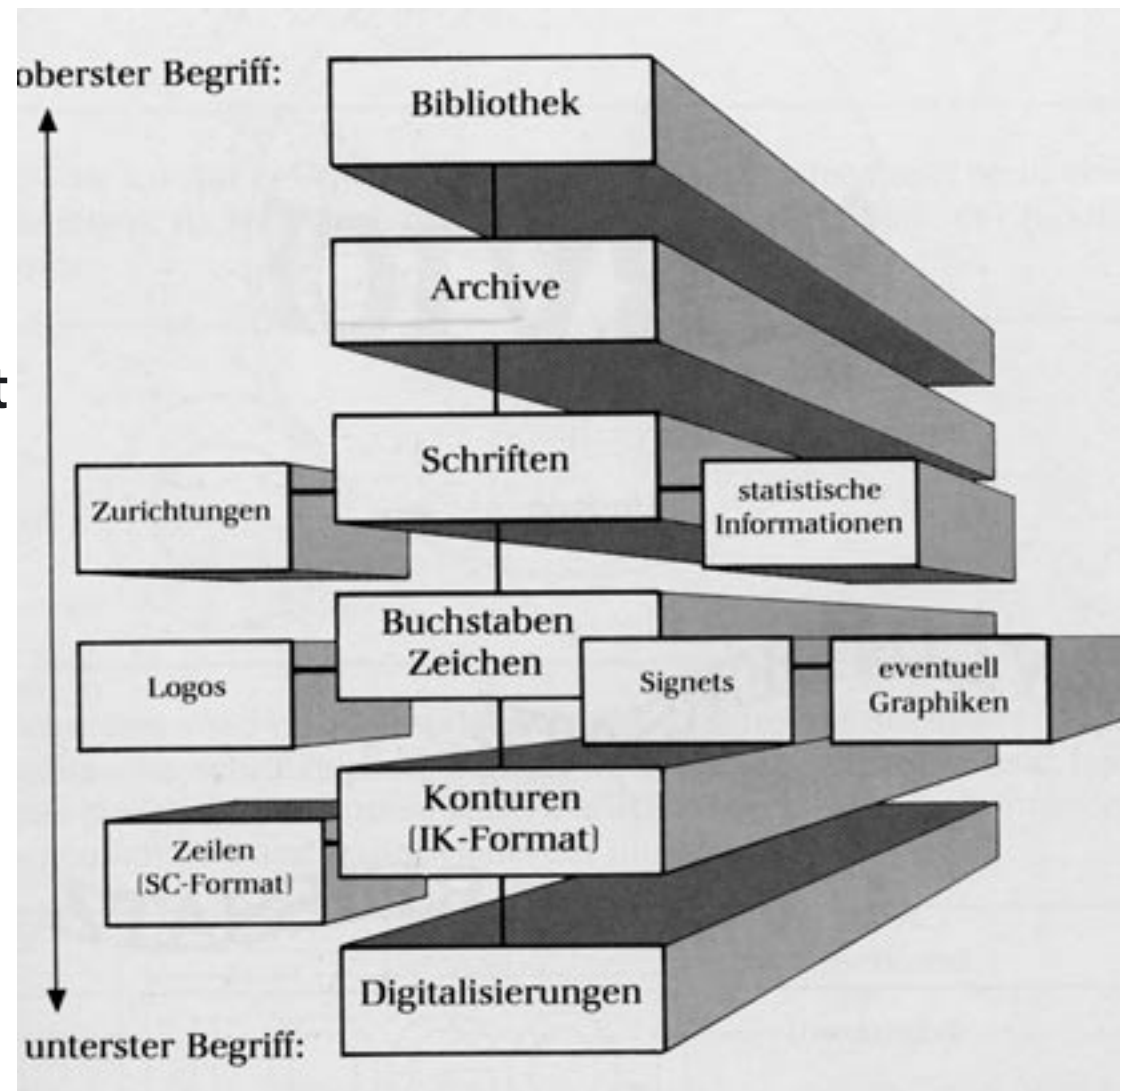 oberster Begriff:
Bibliothek
Archive
t
Schriften
Zurichtungen
statistische
Informationen
Buchstaben
Zeichen
Logos
Signets
eventuell
Graphiken
Konturen
(IK-Format)
Zeilen
(SC-Format)
Digitalisierungen
unterster Begriff: